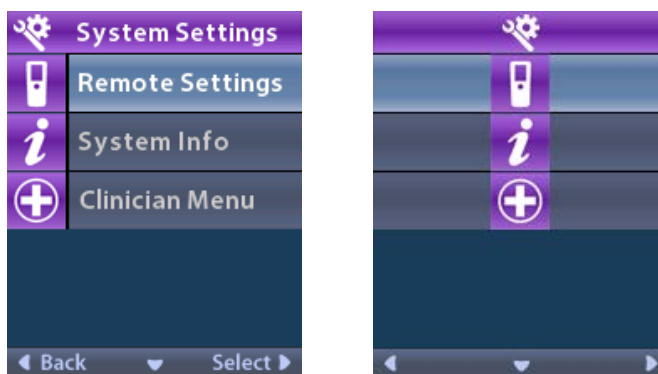 System Settings
Remote Settings
System Info
Clinician Menu
Back Select